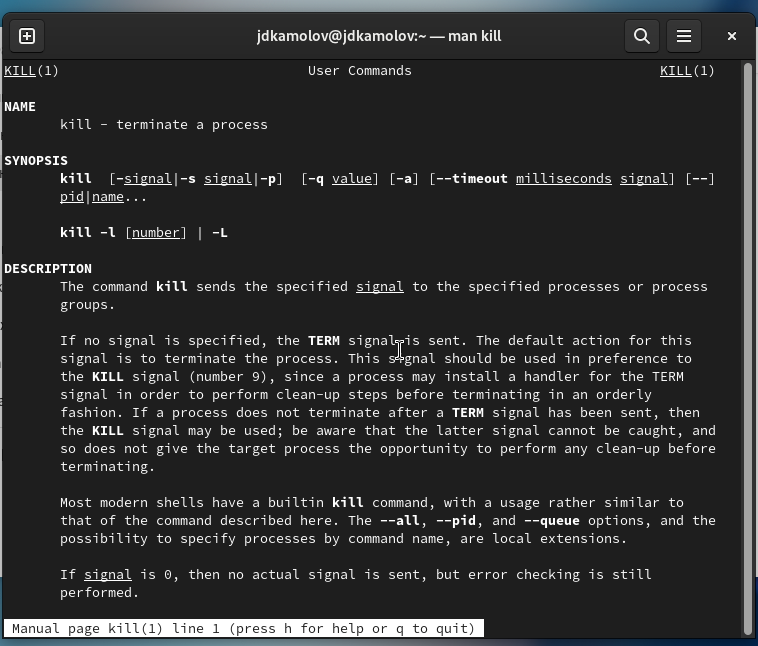 jdkamolov@jdkamolov:~ — man kill
KILL(1) User Commands KILL(1)
NAME
kill - terminate a process
SYNOPSIS
kill [-signal|-s signal|-p] [-q value] [-a] [--timeout milliseconds signal] [--]
pid|name...
kill -l [number] | -L
DESCRIPTION
The command kill sends the specified signal to the specified processes or process
groups.
If no signal is specified, the TERM signal is sent. The default action for this
signal is to terminate the process. This signal should be used in preference to
the KILL signal (number 9), since a process may install a handler for the TERM
signal in order to perform clean-up steps before terminating in an orderly
fashion. If a process does not terminate after a TERM signal has been sent, then
the KILL signal may be used; be aware that the latter signal cannot be caught, and
so does not give the target process the opportunity to perform any clean-up before
terminating.
Most modern shells have a builtin kill command, with a usage rather similar to
that of the command described here. The --all, --pid, and --queue options, and the
possibility to specify processes by command name, are local extensions.
If signal is 0, then no actual signal is sent, but error checking is still
performed.
Manual page kill(1) line 1 (press h for help or q to quit)